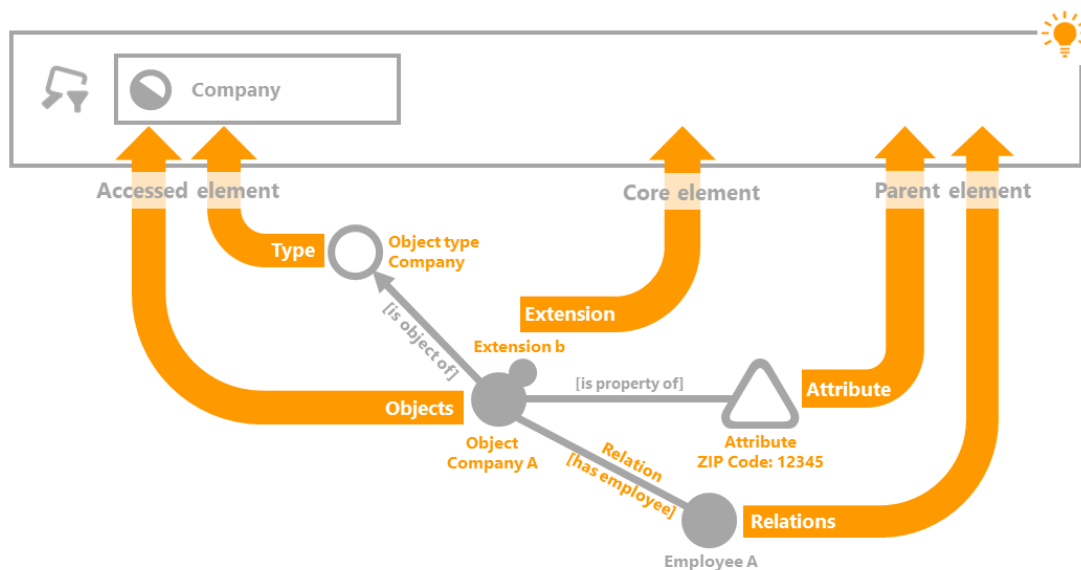 Company
Accessed element
Core element
Parent element
Type
Object type
Company
[is object of]
Extension
Extension b
[is property of]
Attribute
Objects
Object
Company A
Attribute
ZIP Code: 12345
Relation
[has employee]
Relations
Employee A